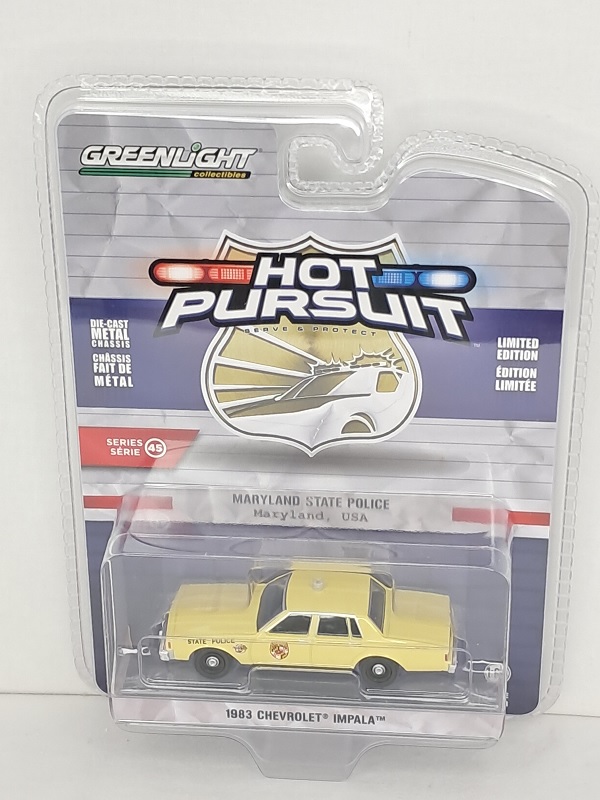 GREENLiGHT®
collectibles
HOT
PURSUIT™
SERVE & PROTECT
DIE-CAST
METAL
CHASSIS
CHÂSSIS
FAIT DE
MÉTAL
LIMITED
EDITION
ÉDITION
LIMITÉE
SERIES
SÉRIE
45
MARYLAND STATE POLICE
Maryland, USA
STATE POLICE
1983 CHEVROLET® IMPALA™